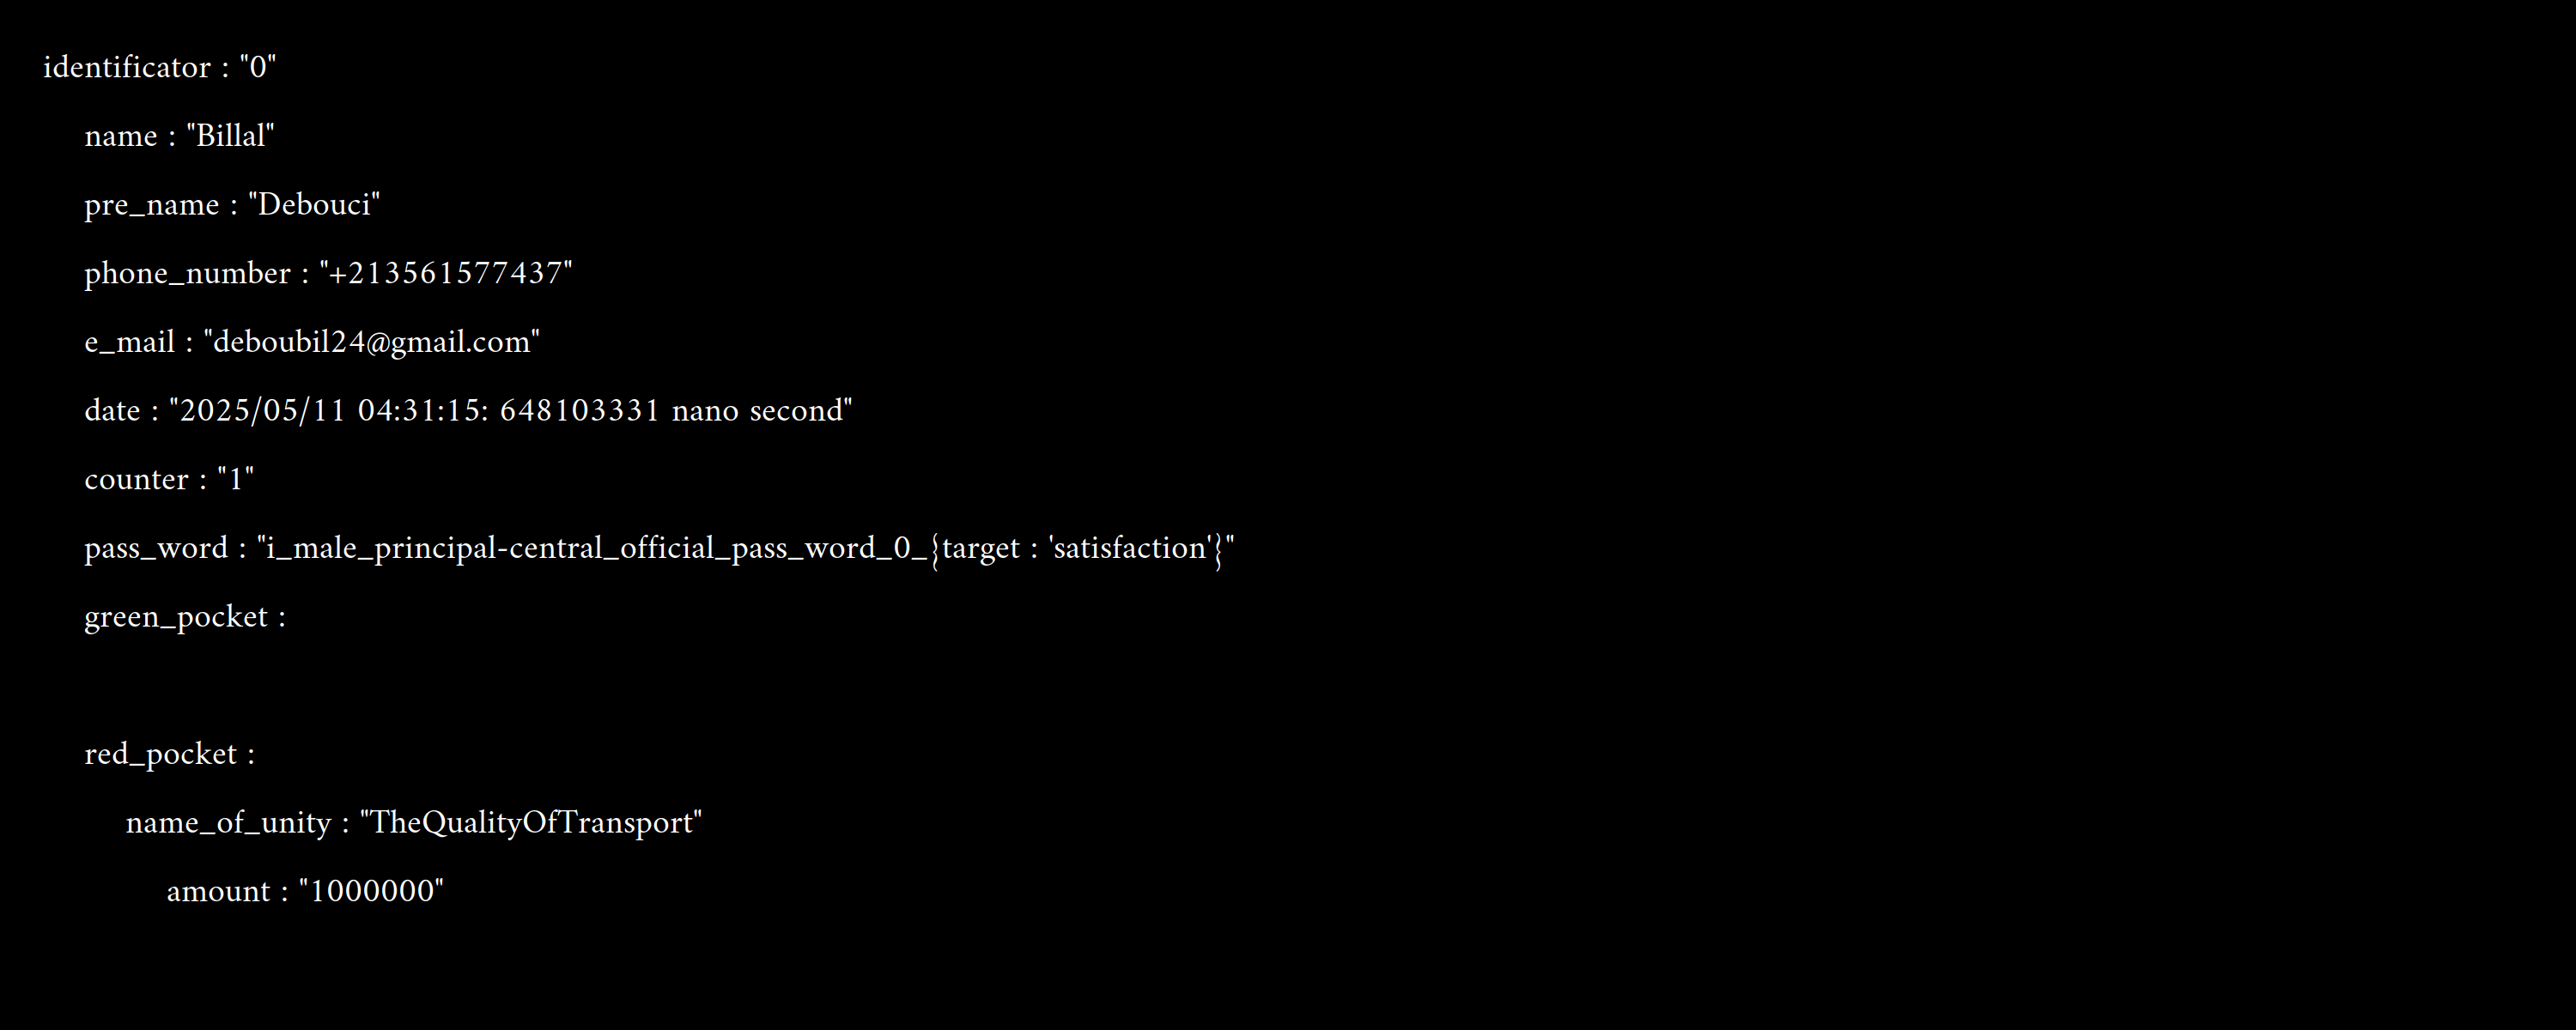 identificator : "0"
name : "Billal"
pre_name : "Debouci"
phone_number : "+213561577437"
e_mail : "deboubil24@gmail.com"
date : "2025/05/11 04:31:15: 648103331 nano second"
counter : "1"
pass_word : "i_male_principal-central_official_pass_word_0_{target : 'satisfaction'}"
green_pocket :
red_pocket :
name_of_unity : "TheQualityOfTransport"
amount : "1000000"